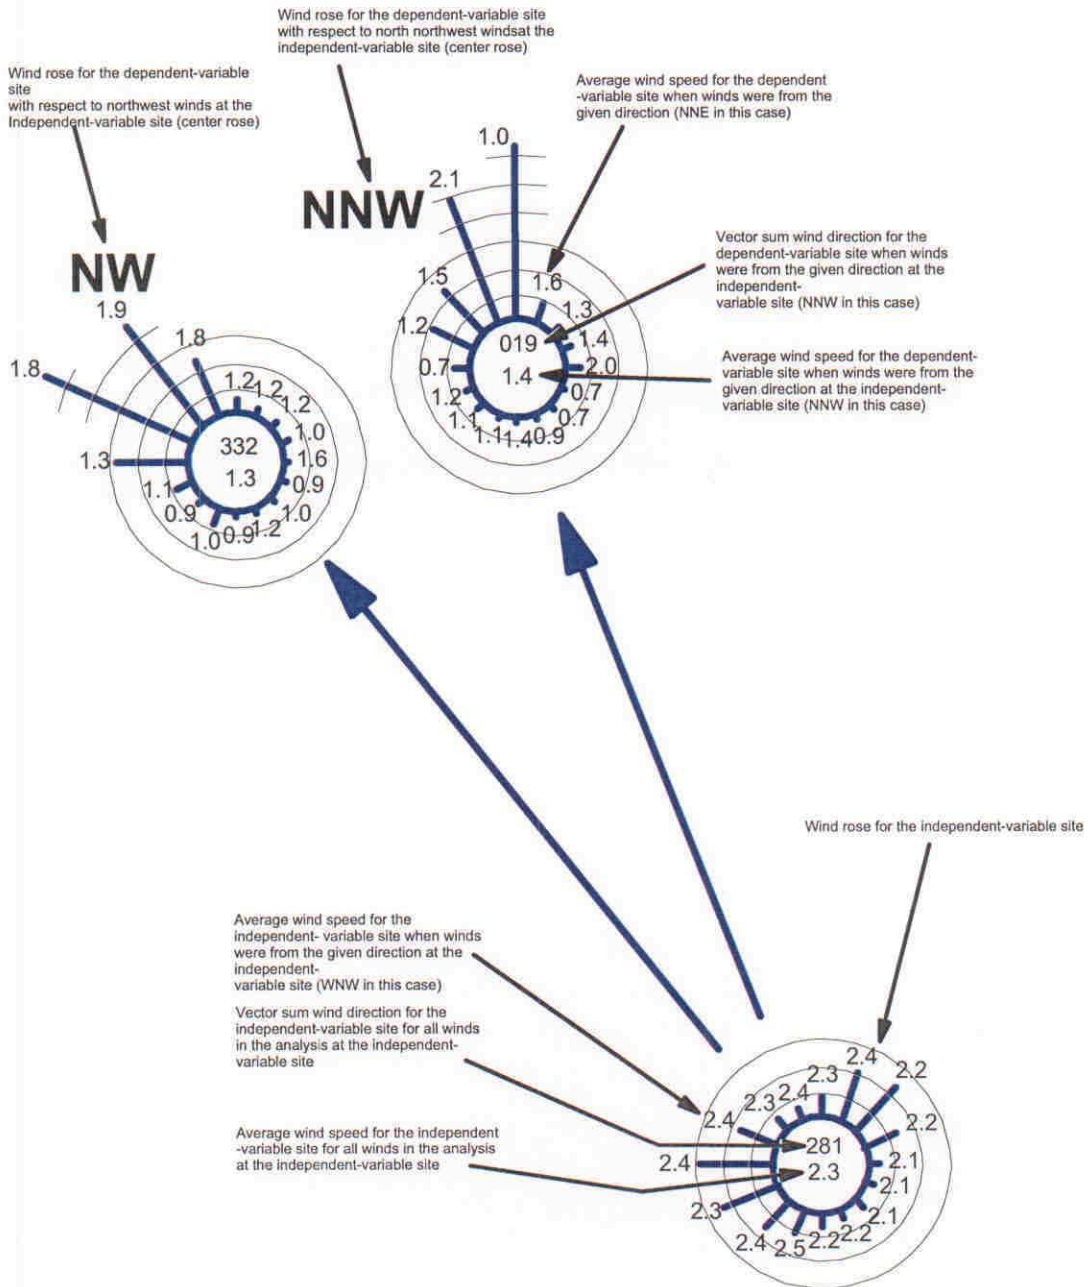 Wind rose for the dependent-variable site
with respect to north northwest windsat the
independent-variable site (center rose)
Wind rose for the dependent-variable
site
with respect to northwest winds at the
Independent-variable site (center rose)
Average wind speed for the dependent
-variable site when winds were from the
given direction (NNE in this case)
NNW
1.0
2.1
1.5
1.2
0.7
1.2
1.1
1.1
1.4
0.9
0.7
0.7
2.0
1.4
1.3
1.6
019
1.4
Vector sum wind direction for the
dependent-variable site when winds
were from the given direction at the
independent-
variable site (NNW in this case)
Average wind speed for the dependent-
variable site when winds were from the
given direction at the independent-
variable site (NNW in this case)
NW
1.9
1.8
1.8
1.2
1.2
1.2
1.0
1.6
0.9
1.0
1.2
0.9
1.0
0.9
1.1
1.3
332
1.3
Wind rose for the independent-variable site
Average wind speed for the
independent- variable site when winds
were from the given direction at the
independent-
variable site (WNW in this case)
Vector sum wind direction for the
independent-variable site for all winds
in the analysis at the independent-
variable site
Average wind speed for the independent
-variable site for all winds in the analysis
at the independent-variable site
2.3
2.4
2.2
2.2
2.1
2.1
2.1
2.2
2.2
2.5
2.4
2.3
2.4
2.4
2.3
2.4
281
2.3